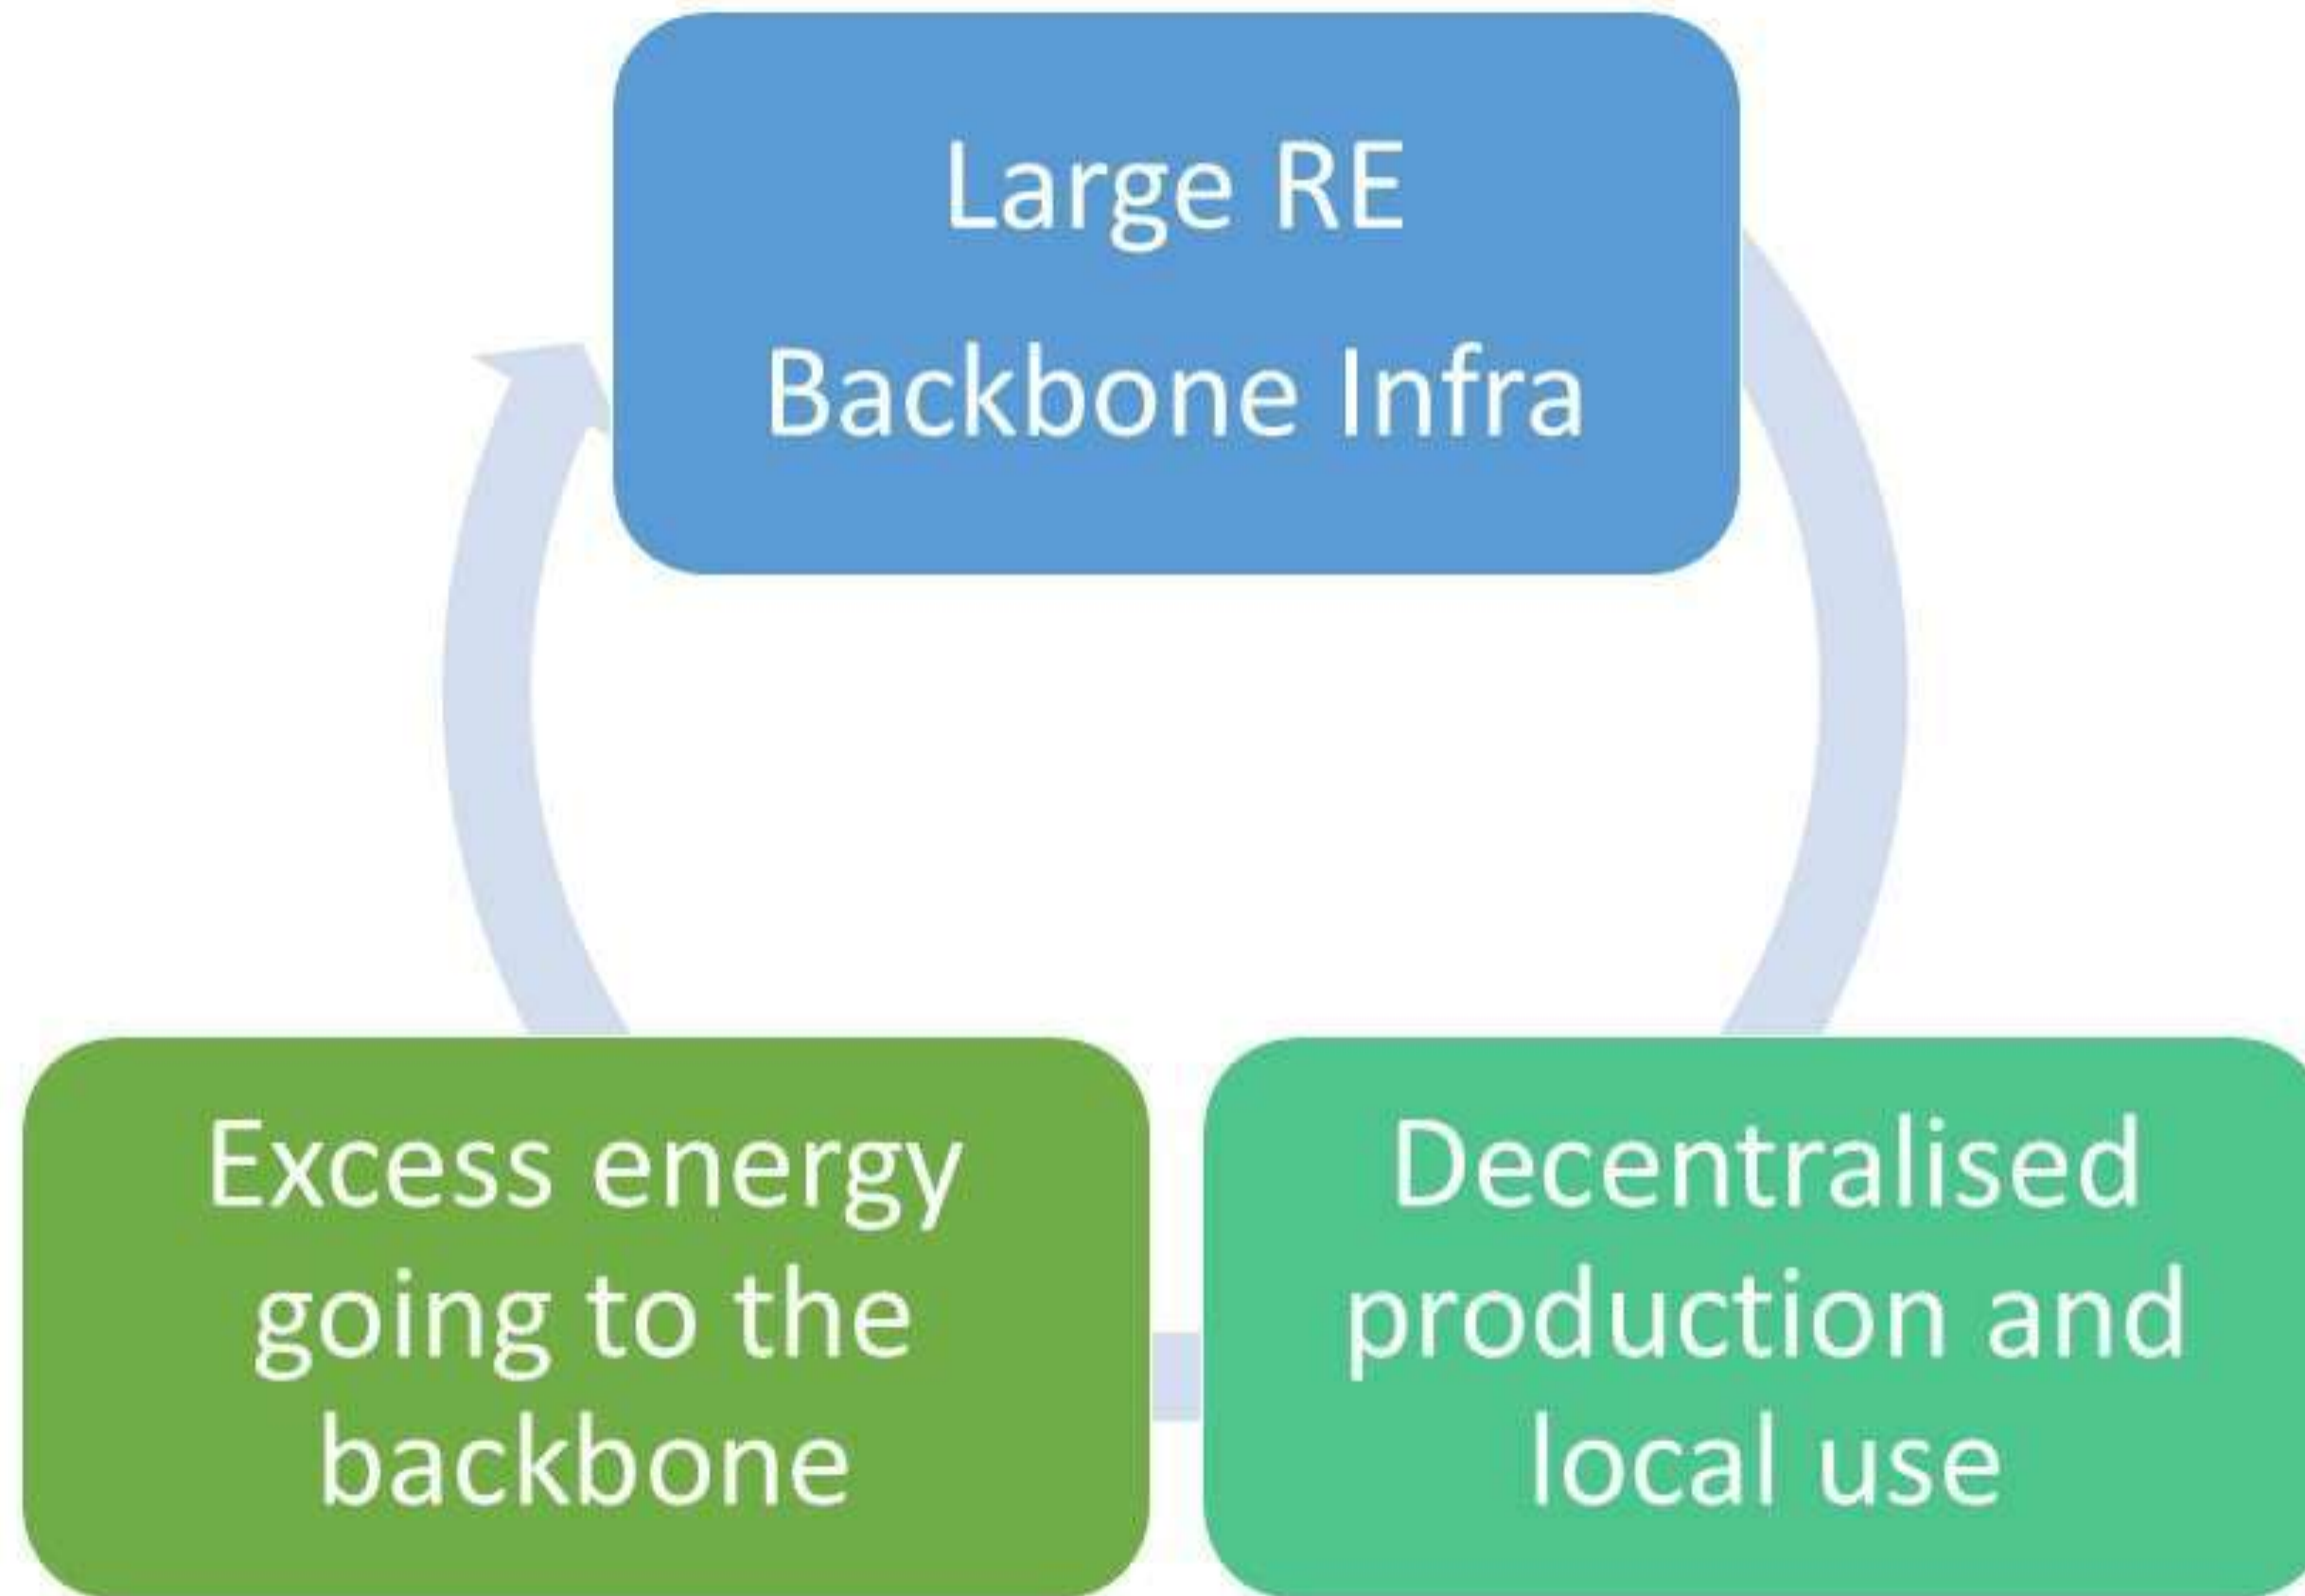 Large RE
Backbone Infra
Excess energy
going to the
backbone
Decentralised
production and
local use